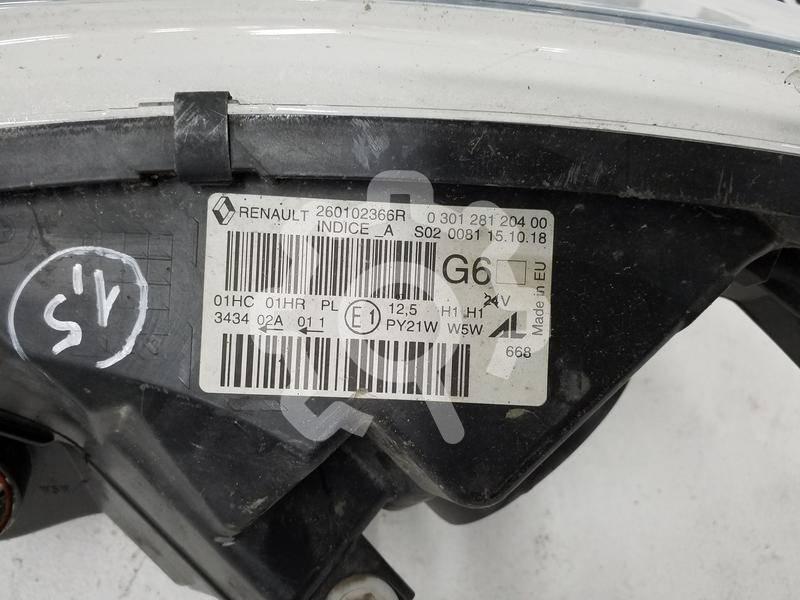 RENAULT 260102366R 0 301 281 204 00
INDICE _A S02 0081 15.10.18
G6
Made in EU
01HC 01HR PL E1 12,5 H1 H1 24V
3434 02A 01 1 PY21W W5W AL
668
1,5